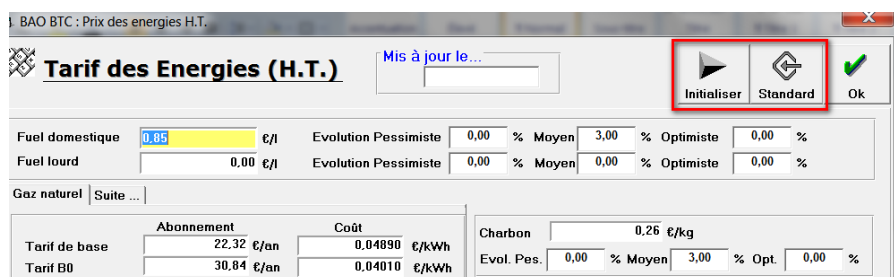 BAO BTC : Prix des energies H.T.
Tarif des Energies (H.T.)
Mis à jour le...
Initialiser Standard Ok
Fuel domestique 0,85 €/l Evolution Pessimiste 0,00 % Moyen 3,00 % Optimiste 0,00 %
Fuel lourd 0,00 €/l Evolution Pessimiste 0,00 % Moyen 0,00 % Optimiste 0,00 %
Gaz naturel Suite ...
Abonnement Coût
Tarif de base 22,32 €/an 0,04890 €/kWh
Tarif B0 30,84 €/an 0,04010 €/kWh
Charbon 0,26 €/kg
Evol. Pes. 0,00 % Moyen 3,00 % Opt. 0,00 %